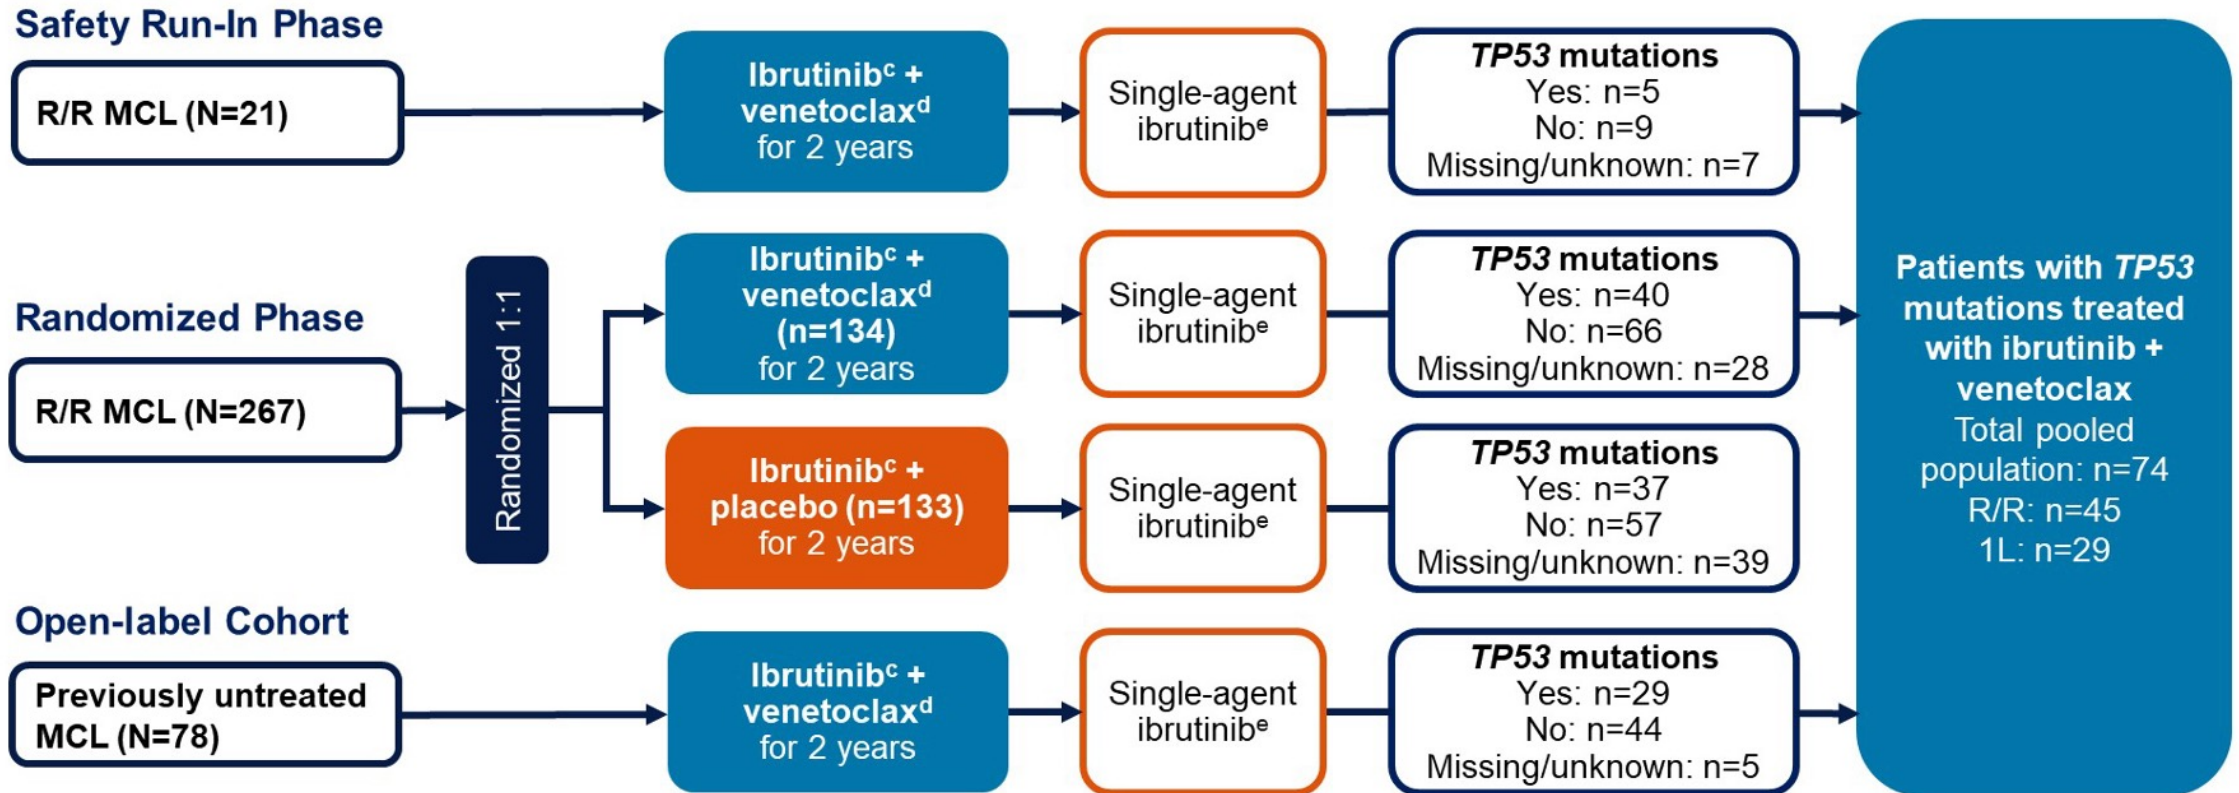 Safety Run-In Phase
R/R MCL (N=21)
Ibrutinibᶜ +
venetoclaxᵈ
for 2 years
Single-agent
ibrutinibᵉ
TP53 mutations
Yes: n=5
No: n=9
Missing/unknown: n=7
Randomized Phase
R/R MCL (N=267)
Randomized 1:1
Ibrutinibᶜ +
venetoclaxᵈ
(n=134)
for 2 years
Single-agent
ibrutinibᵉ
TP53 mutations
Yes: n=40
No: n=66
Missing/unknown: n=28
Ibrutinibᶜ +
placebo (n=133)
for 2 years
Single-agent
ibrutinibᵉ
TP53 mutations
Yes: n=37
No: n=57
Missing/unknown: n=39
Open-label Cohort
Previously untreated
MCL (N=78)
Ibrutinibᶜ +
venetoclaxᵈ
for 2 years
Single-agent
ibrutinibᵉ
TP53 mutations
Yes: n=29
No: n=44
Missing/unknown: n=5
Patients with TP53
mutations treated
with ibrutinib +
venetoclax
Total pooled
population: n=74
R/R: n=45
1L: n=29